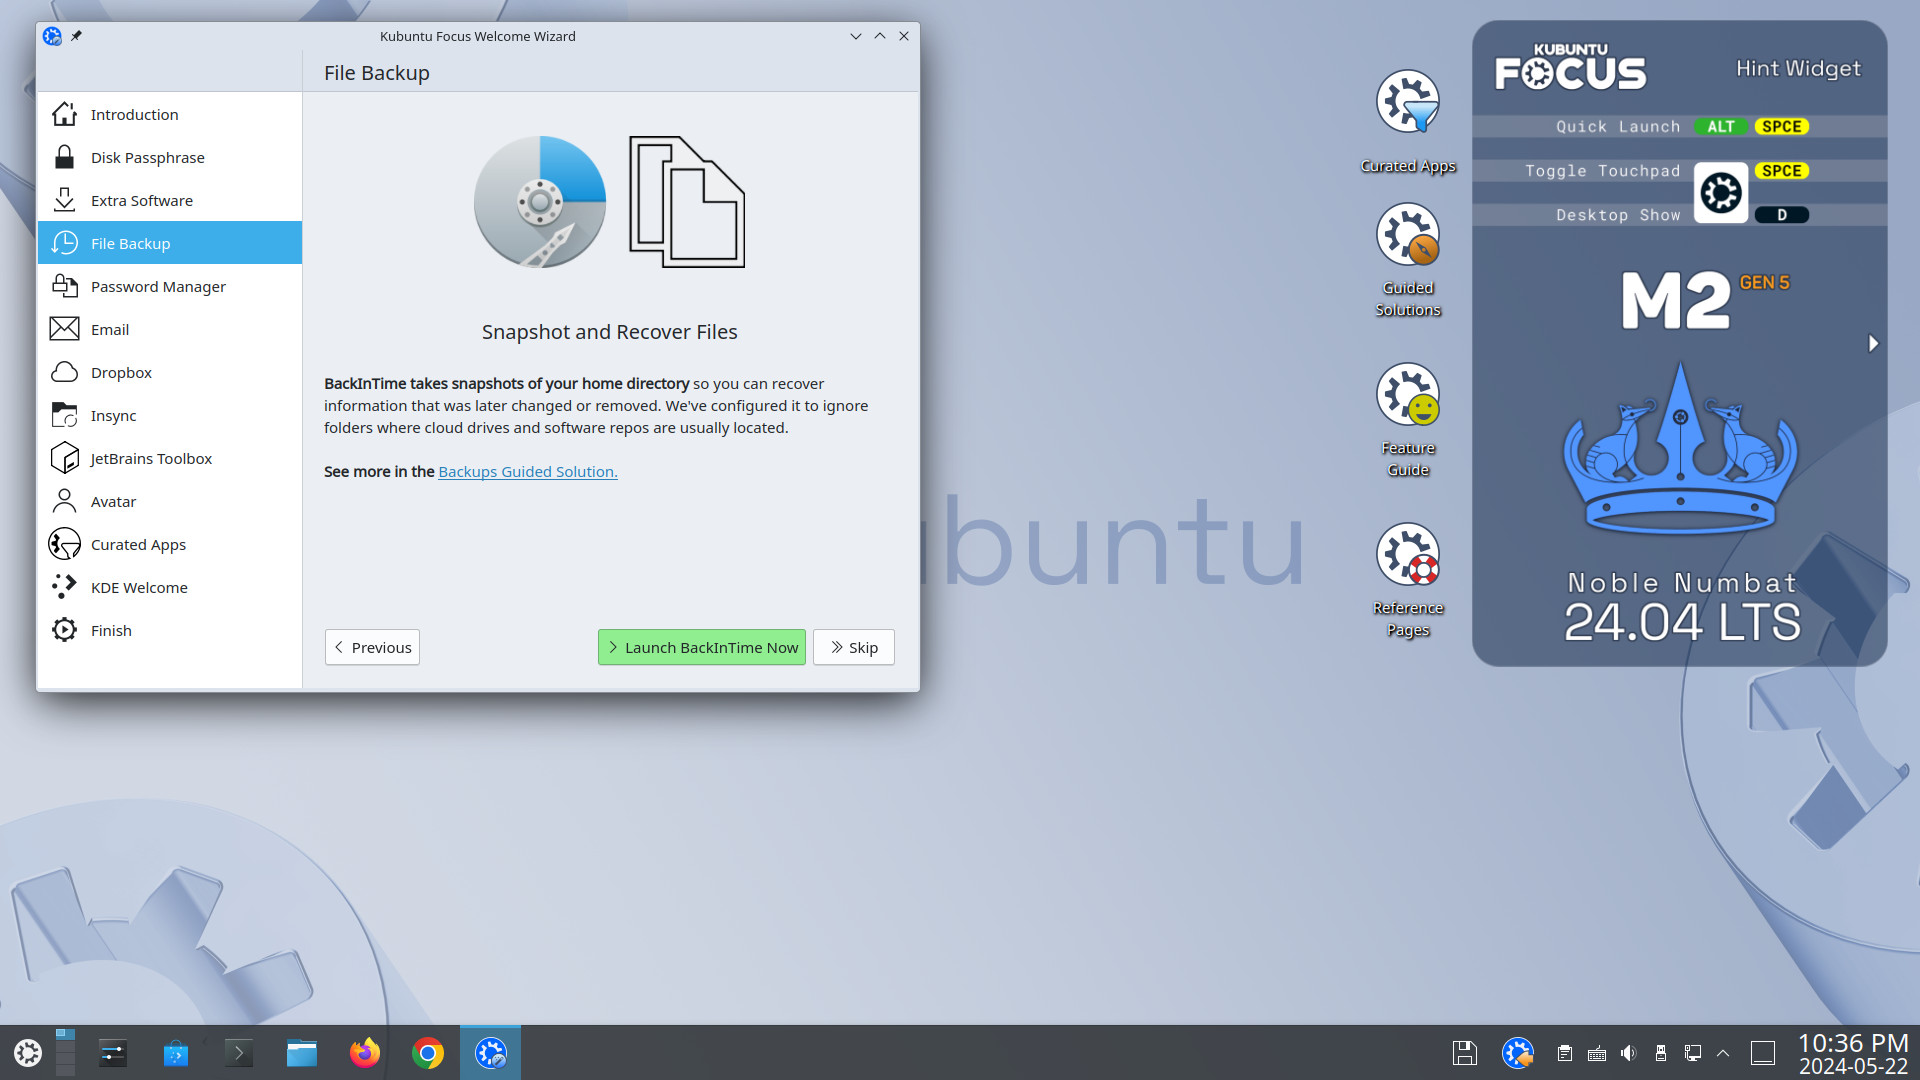 Kubuntu Focus Welcome Wizard
File Backup
Introduction
Disk Passphrase
Extra Software
File Backup
Password Manager
Email
Dropbox
Insync
JetBrains Toolbox
Avatar
Curated Apps
KDE Welcome
Finish
Snapshot and Recover Files
BackInTime takes snapshots of your home directory so you can recover
information that was later changed or removed. We've configured it to ignore
folders where cloud drives and software repos are usually located.
See more in the Backups Guided Solution.
Previous
Launch BackInTime Now
Skip
ubuntu
Curated Apps
Guided
Solutions
Feature
Guide
Reference
Pages
KUBUNTU
FOCUS
Hint Widget
Quick Launch ALT SPCE
Toggle Touchpad SPCE
Desktop Show D
M2 GEN 5
Noble Numbat
24.04 LTS
10:36 PM
2024-05-22